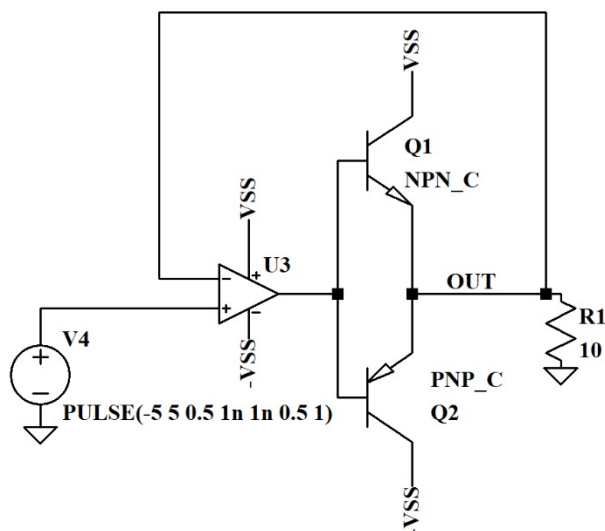 VSS
Q1
NPN_C
VSS
U3
OUT
R1
10
V4
-VSS
PNP_C
Q2
PULSE(-5 5 0.5 1n 1n 0.5 1)
-VSS